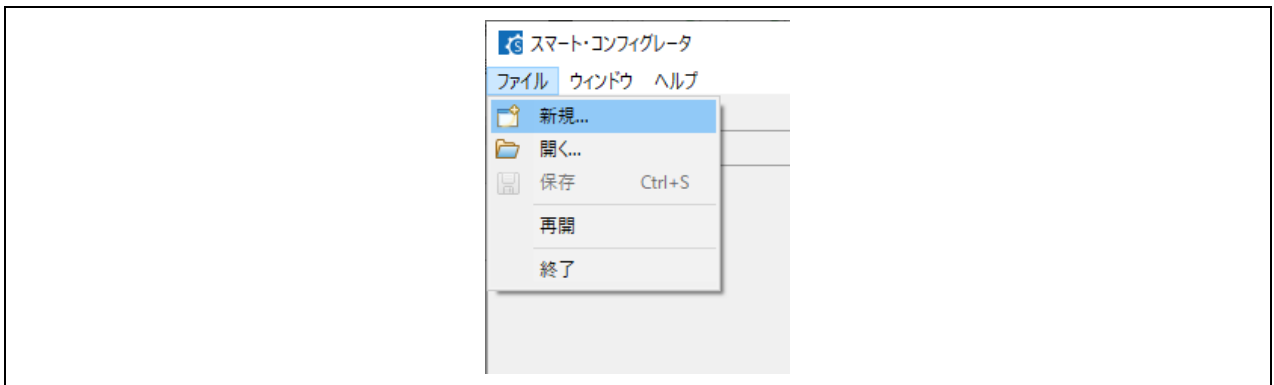 スマート・コンフィグレータ
ファイル ウィンドウ ヘルプ
新規...
開く...
保存 Ctrl+S
再開
終了